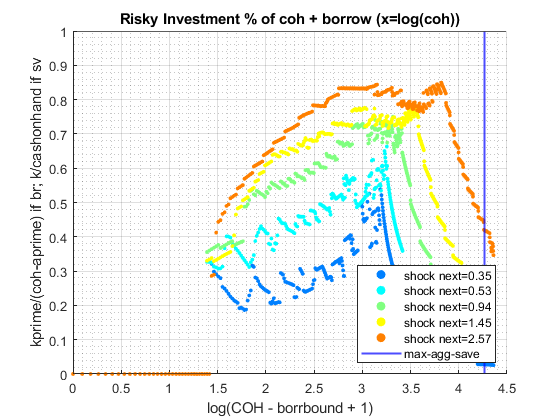 Risky Investment % of coh + borrow (x=log(coh))
kprime/(coh-aprime) if br; k/cashonhand if sv
1
0.9
0.8
0.7
0.6
0.5
0.4
0.3
0.2
0.1
0
0 0.5 1 1.5 2 2.5 3 3.5 4 4.5
log(COH - borrbound + 1)
shock next=0.35
shock next=0.53
shock next=0.94
shock next=1.45
shock next=2.57
max-agg-save